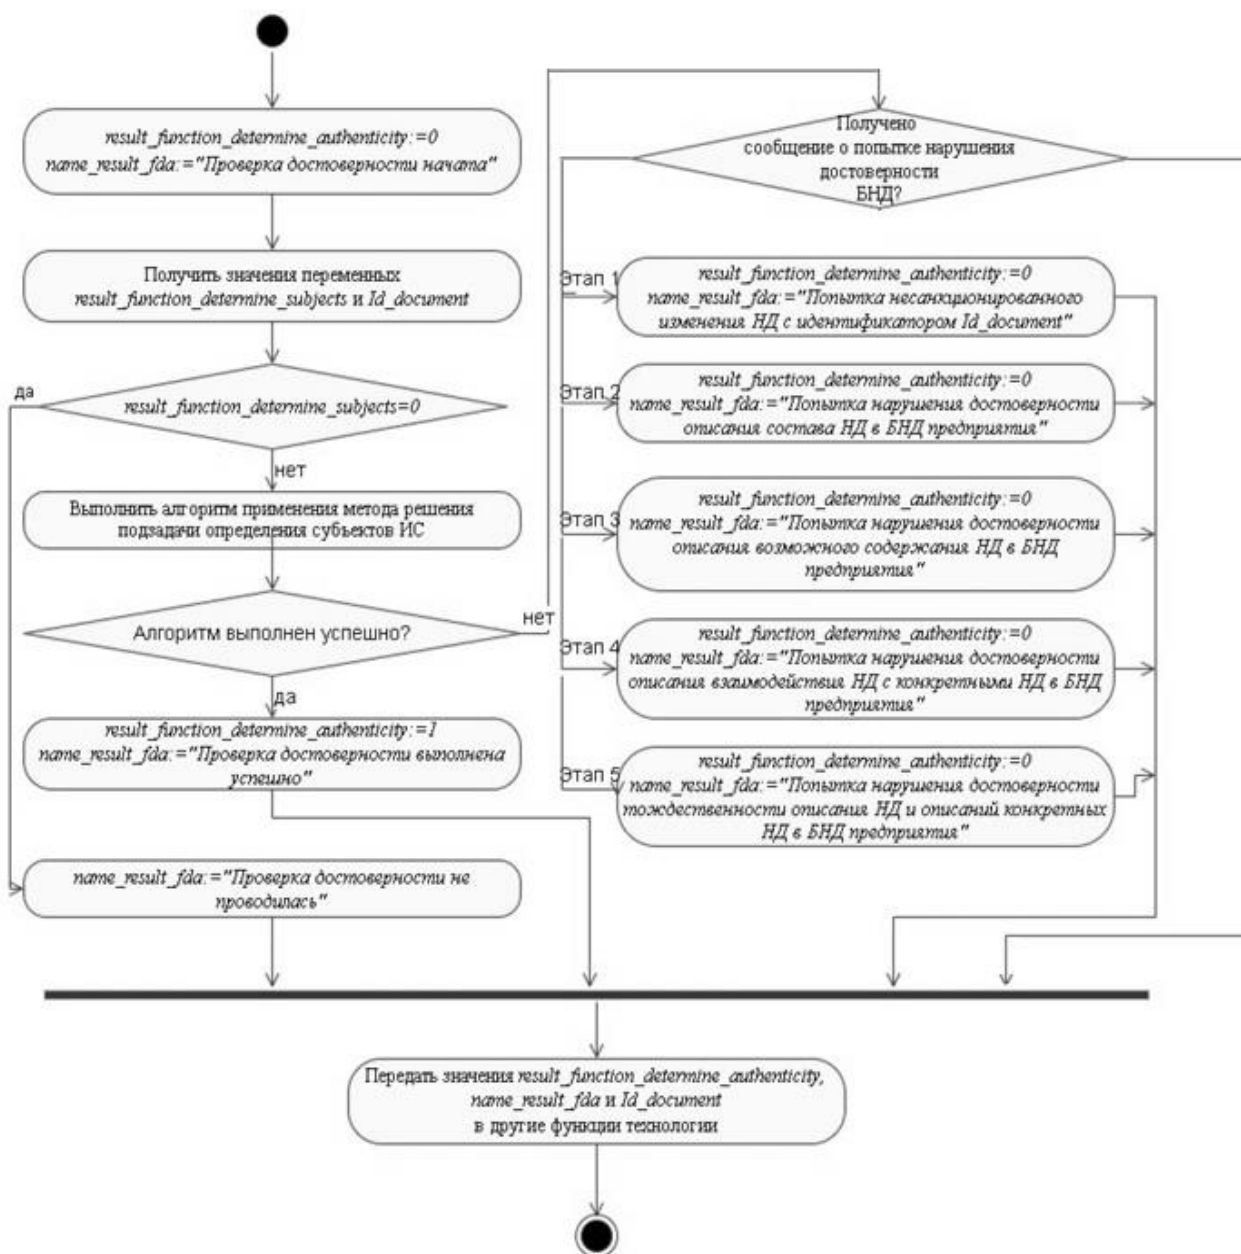 result_function_determine_authenticity:=0
name_result_fda:="Проверка достоверности начата"
Получить значения переменных
result_function_determine_subjects и Id_document
да
result_function_determine_subjects=0
нет
Выполнить алгоритм применения метода решения
подзадачи определения субъектов ИС
Алгоритм выполнен успешно?
нет
да
result_function_determine_authenticity:=1
name_result_fda:="Проверка достоверности выполнена
успешно"
name_result_fda:="Проверка достоверности не
проводилась"
Получено
сообщение о попытке нарушения
достоверности
БНД?
Этап 1
result_function_determine_authenticity:=0
name_result_fda:="Попытка несанкционированного
изменения НД с идентификатором Id_document"
Этап 2
result_function_determine_authenticity:=0
name_result_fda:="Попытка нарушения достоверности
описания состава НД в БНД предприятия"
Этап 3
result_function_determine_authenticity:=0
name_result_fda:="Попытка нарушения достоверности
описания возможного содержания НД в БНД
предприятия"
Этап 4
result_function_determine_authenticity:=0
name_result_fda:="Попытка нарушения достоверности
описания взаимодействия НД с конкретными НД в БНД
предприятия"
Этап 5
result_function_determine_authenticity:=0
name_result_fda:="Попытка нарушения достоверности
тождественности описания НД и описаний конкретных
НД в БНД предприятия"
Передать значения result_function_determine_authenticity,
name_result_fda и Id_document
в другие функции технологии